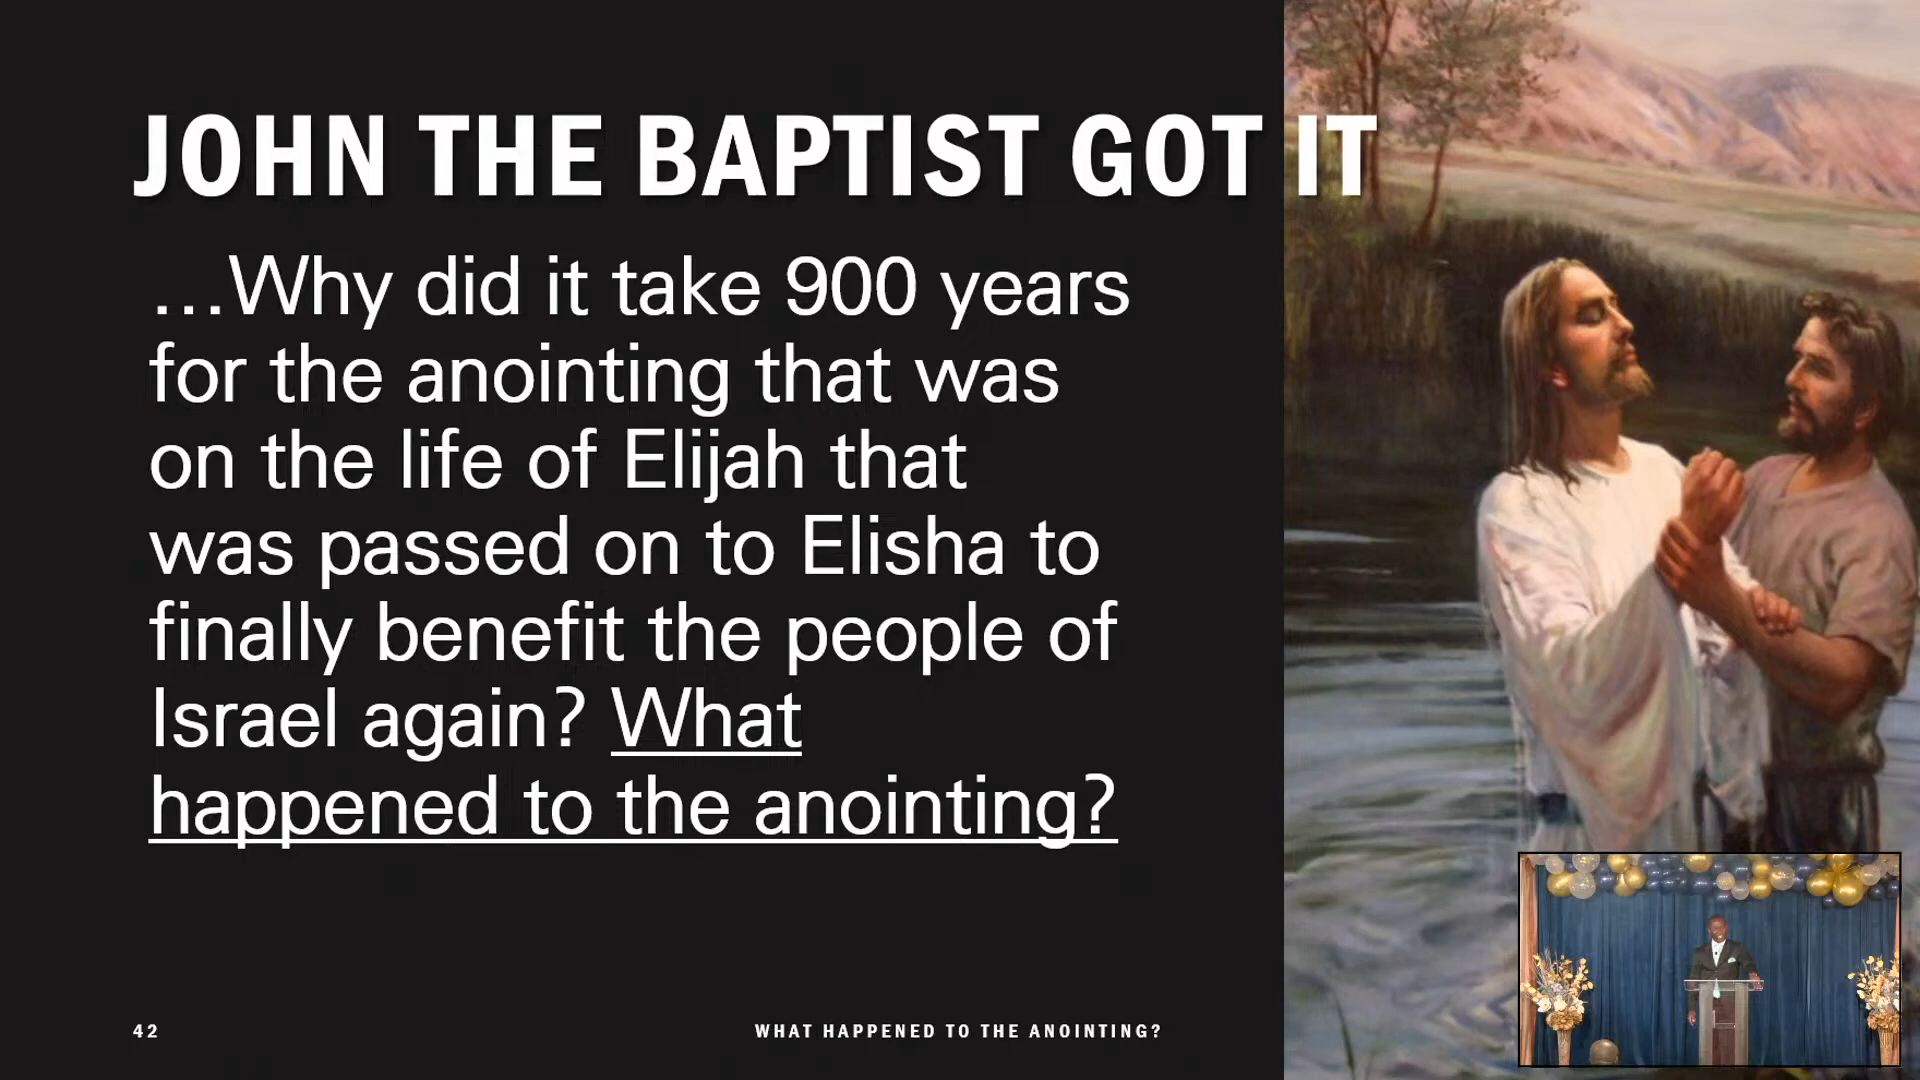 JOHN THE BAPTIST GOT IT
…Why did it take 900 years
for the anointing that was
on the life of Elijah that
was passed on to Elisha to
finally benefit the people of
Israel again? What
happened to the anointing?
42
WHAT HAPPENED TO THE ANOINTING?